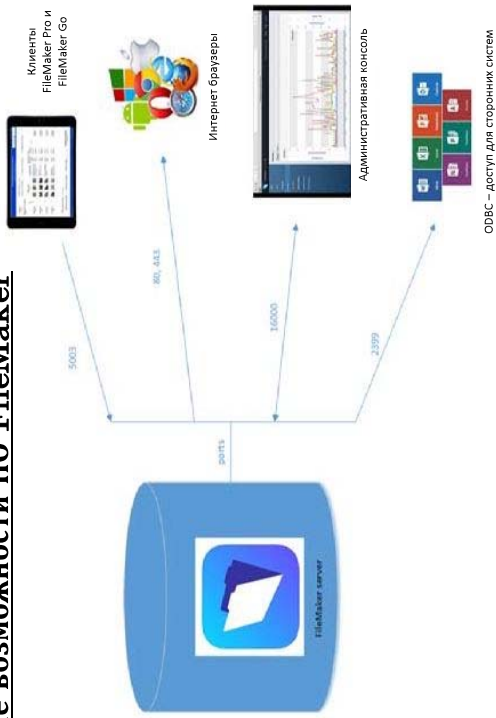 возможности по FileMaker
Клиенты
FileMaker Pro и
FileMaker Go
5003
80, 443
Интернет браузеры
ports
16000
Административная консоль
FileMaker server
2399
ODBC – доступ для сторонних систем